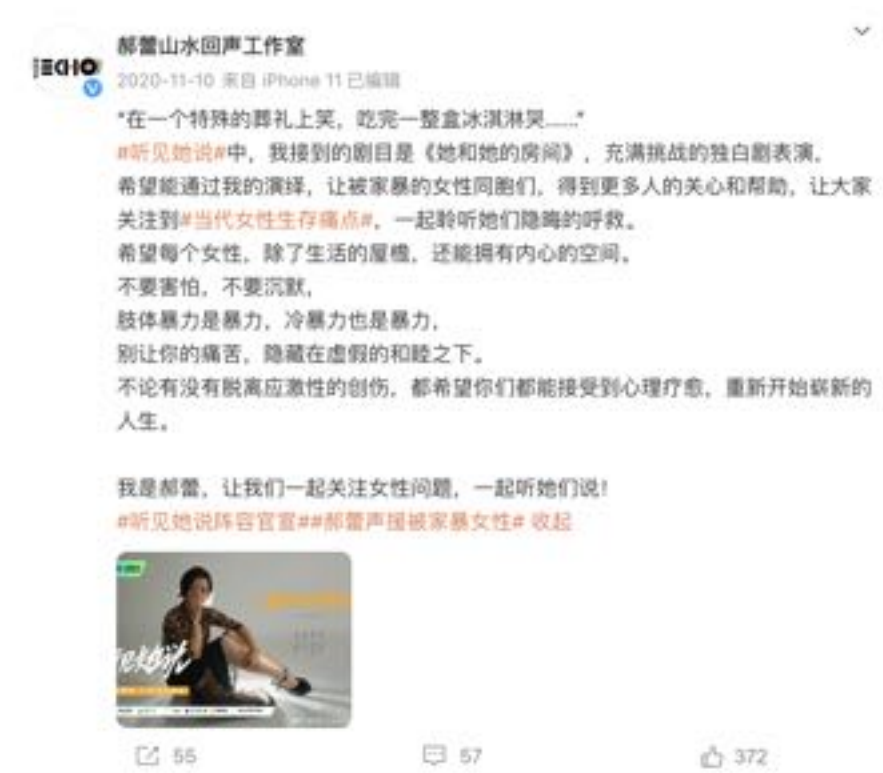 ECHO
郝蕾山水回声工作室
2020-11-10 来自 iPhone 11 已编辑
“在一个特殊的葬礼上笑，吃完一整盒冰淇淋哭……”
#听见她说#中，我接到的剧目是《她和她的房间》，充满挑战的独白剧表演，
希望能通过我的演绎，让被家暴的女性同胞们，得到更多人的关心和帮助，让大家
关注到#当代女性生存痛点#，一起聆听她们隐晦的呼救。
希望每个女性，除了生活的屋檐，还能拥有内心的空间。
不要害怕，不要沉默，
肢体暴力是暴力，冷暴力也是暴力，
别让你的痛苦，隐藏在虚假的和睦之下。
不论有没有脱离应激性的创伤，都希望你们都能接受到心理疗愈，重新开始崭新的
人生。
我是郝蕾，让我们一起关注女性问题，一起听她们说！
#听见她说阵容官宣##郝蕾声援被家暴女性# 收起
55
57
372